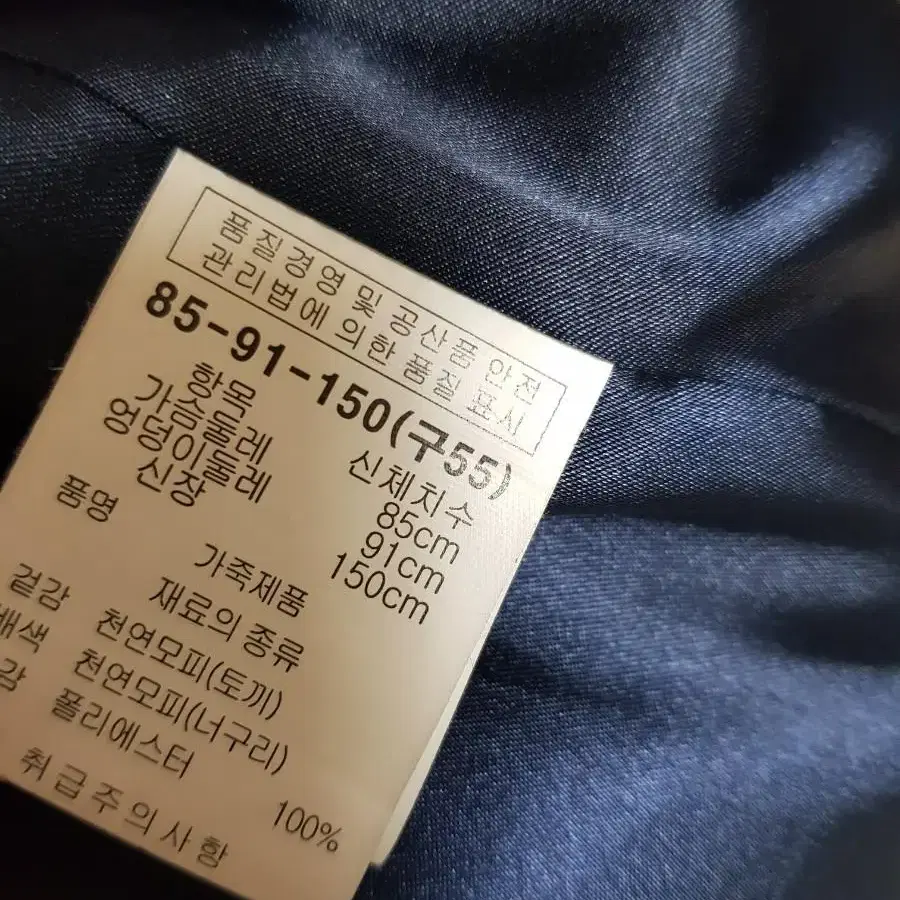 품질경영 및 공산품 안전
관리법에 의한 품질 표시
85-91-150(구55)
항목 신체치수
가슴둘레 85cm
엉덩이둘레 91cm
신장 150cm
품명 가죽제품
재료의 종류
겉감 천연모피(토끼)
배색 천연모피(너구리)
감 폴리에스터 100%
취급주의사항